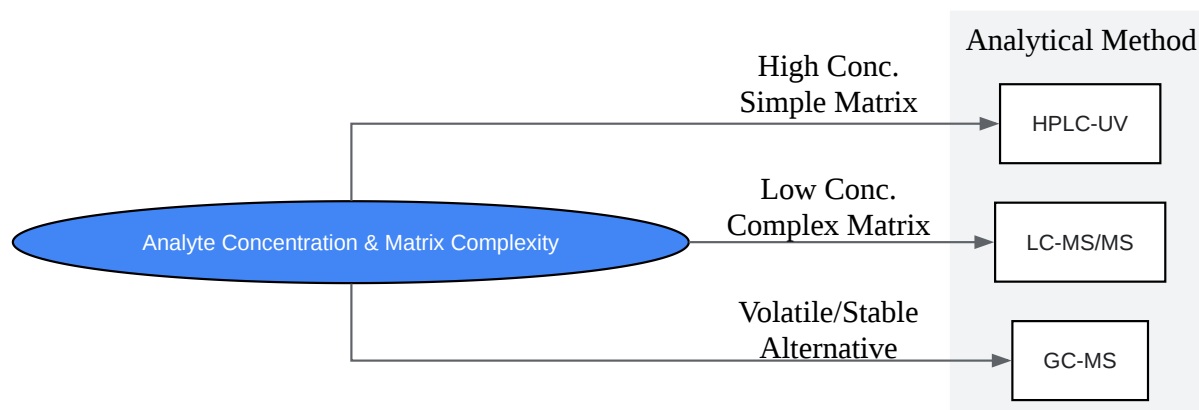 Analytical Method
High Conc.
Simple Matrix
HPLC-UV
Low Conc.
Complex Matrix
Analyte Concentration & Matrix Complexity
LC-MS/MS
Volatile/Stable
Alternative
GC-MS